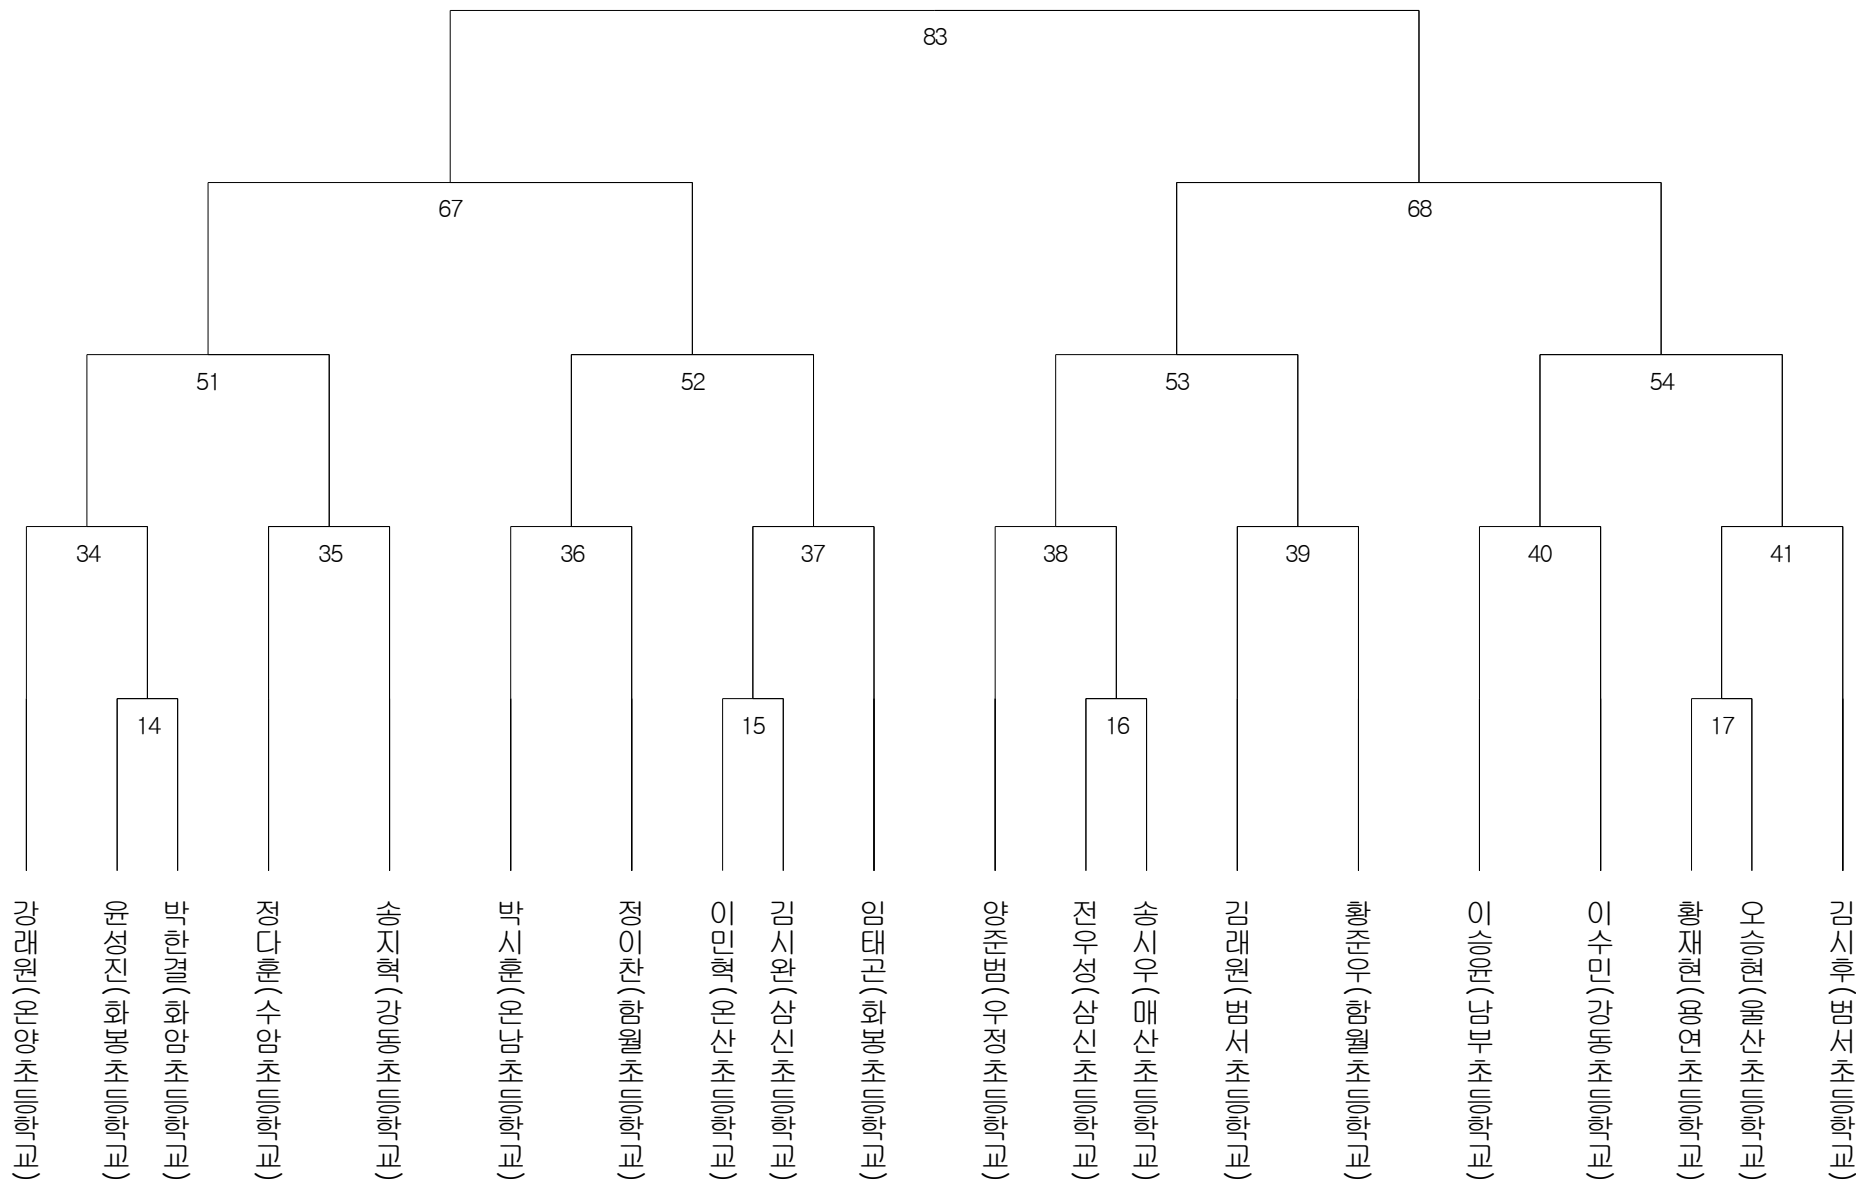 83
67
68
51
52
53
54
34
35
36
37
38
39
40
41
14
15
16
17
강래원(온양초등학교)
윤성진(화봉초등학교)
박한결(화암초등학교)
정다훈(수암초등학교)
송지혁(강동초등학교)
박시훈(온남초등학교)
정이찬(함월초등학교)
이민혁(온산초등학교)
김시완(삼신초등학교)
임태곤(화봉초등학교)
양준범(우정초등학교)
전우성(삼신초등학교)
송시우(매산초등학교)
김래원(범서초등학교)
황준우(함월초등학교)
이승윤(남부초등학교)
이수민(강동초등학교)
황재현(용연초등학교)
오승현(울산초등학교)
김시후(범서초등학교)